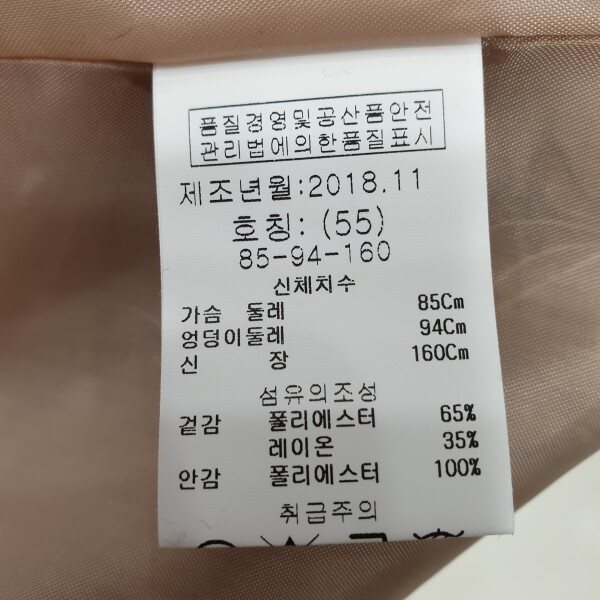 품질경영및공산품안전
관리법에의한품질표시
제조년월:2018.11
호칭: (55)
85-94-160
신체치수
가슴 둘레 85Cm
엉덩이둘레 94Cm
신 장 160Cm
섬유의조성
겉감 폴리에스터 65%
레이온 35%
안감 폴리에스터 100%
취급주의